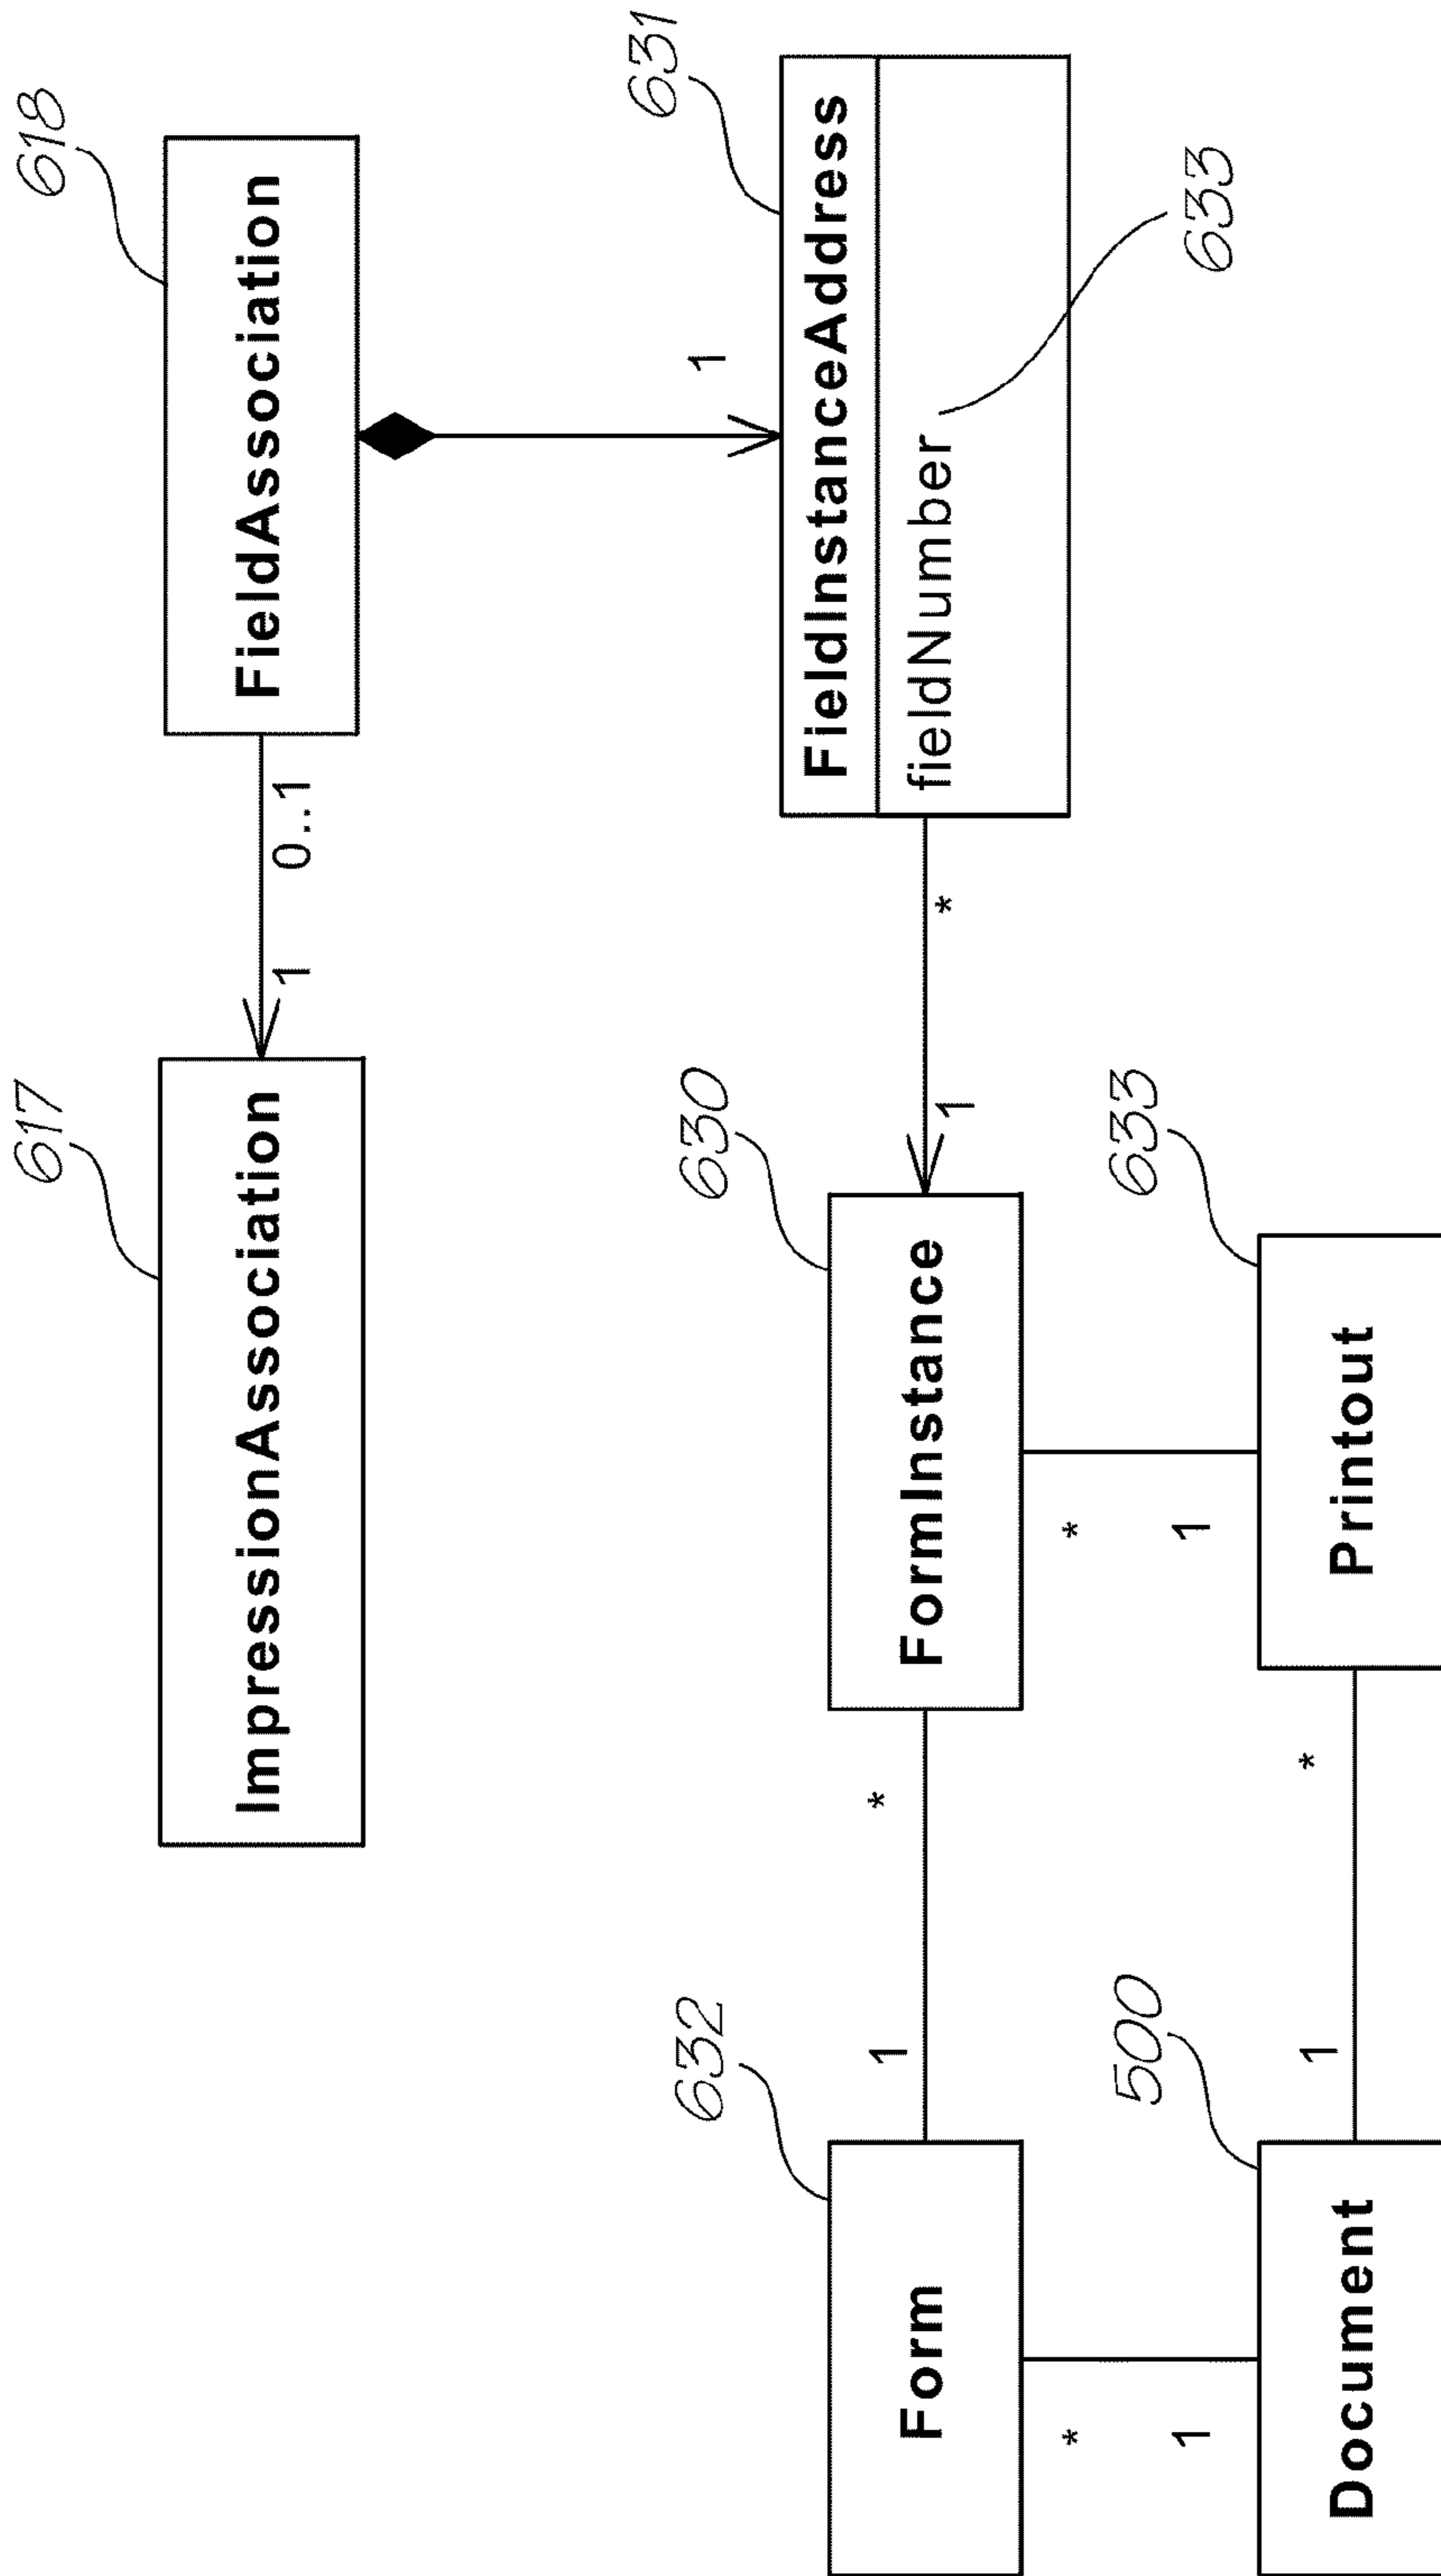 617 618
ImpressionAssociation FieldAssociation
1 0..1
632 630 631
1
FieldInstanceAddress
1 *
Form FormInstance fieldNumber
1 *
* *
500 633
1 1 633
1 *
Document Printout